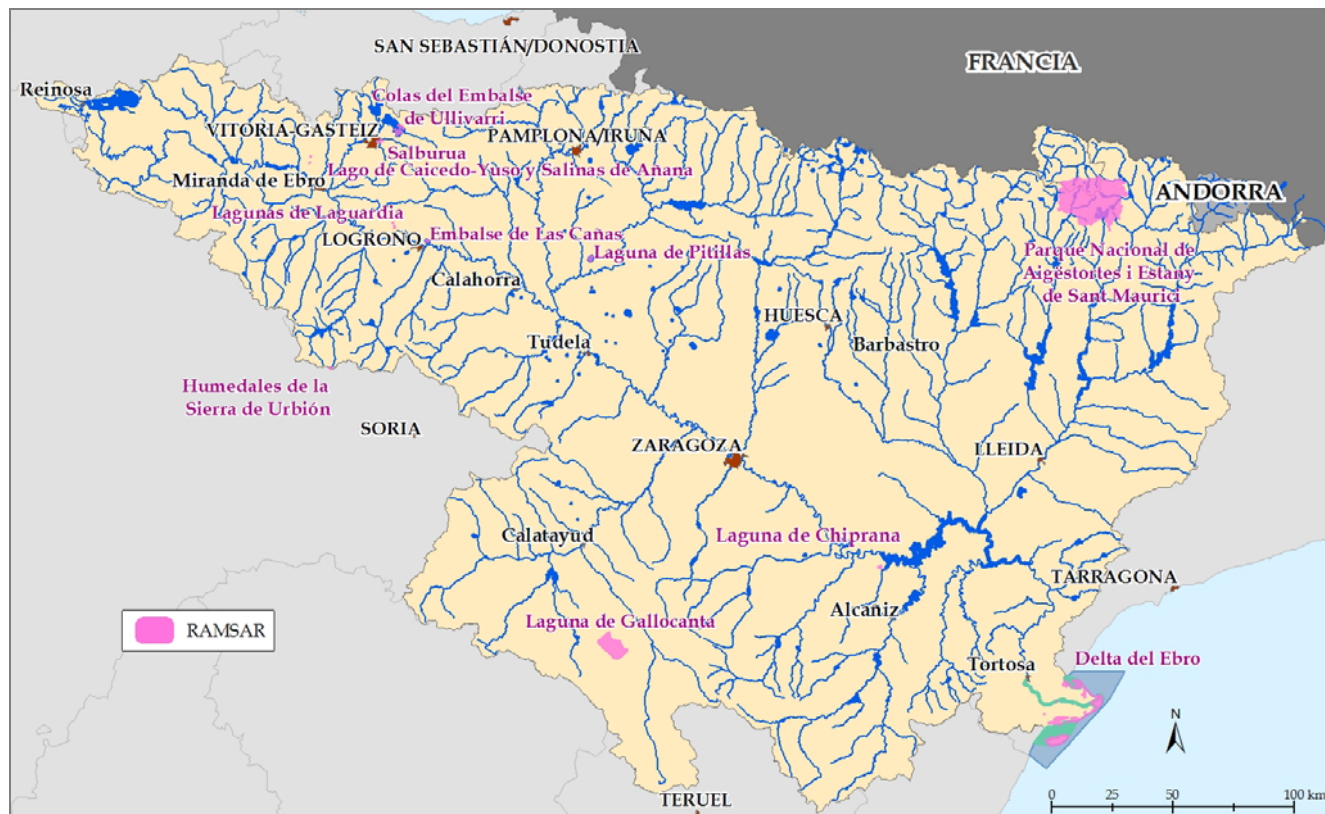 SAN SEBASTIÁN/DONOSTIA
FRANCIA
Reinosa
Colas del Embalse
de Ullivarri
VITORIA-GASTEIZ
PAMPLONA/IRUÑA
Salburua
Lago de Caicedo-Yuso y Salinas de Añana
Miranda de Ebro
ANDORRA
Lagunas de Laguardia
LOGROÑO
Embalse de Las Cañas
Laguna de Pitillas
Parque Nacional de
Aigëstortes i Estany
de Sant Maurici
Calahorra
HUESCA
Tudela
Barbastro
Humedales de la
Sierra de Urbión
SORIA
ZARAGOZA
LLEIDA
Calatayud
Laguna de Chiprana
TARRAGONA
Alcañiz
RAMSAR
Laguna de Gallocanta
Tortosa
Delta del Ebro
N
TERUEL
0 25 50 100 km